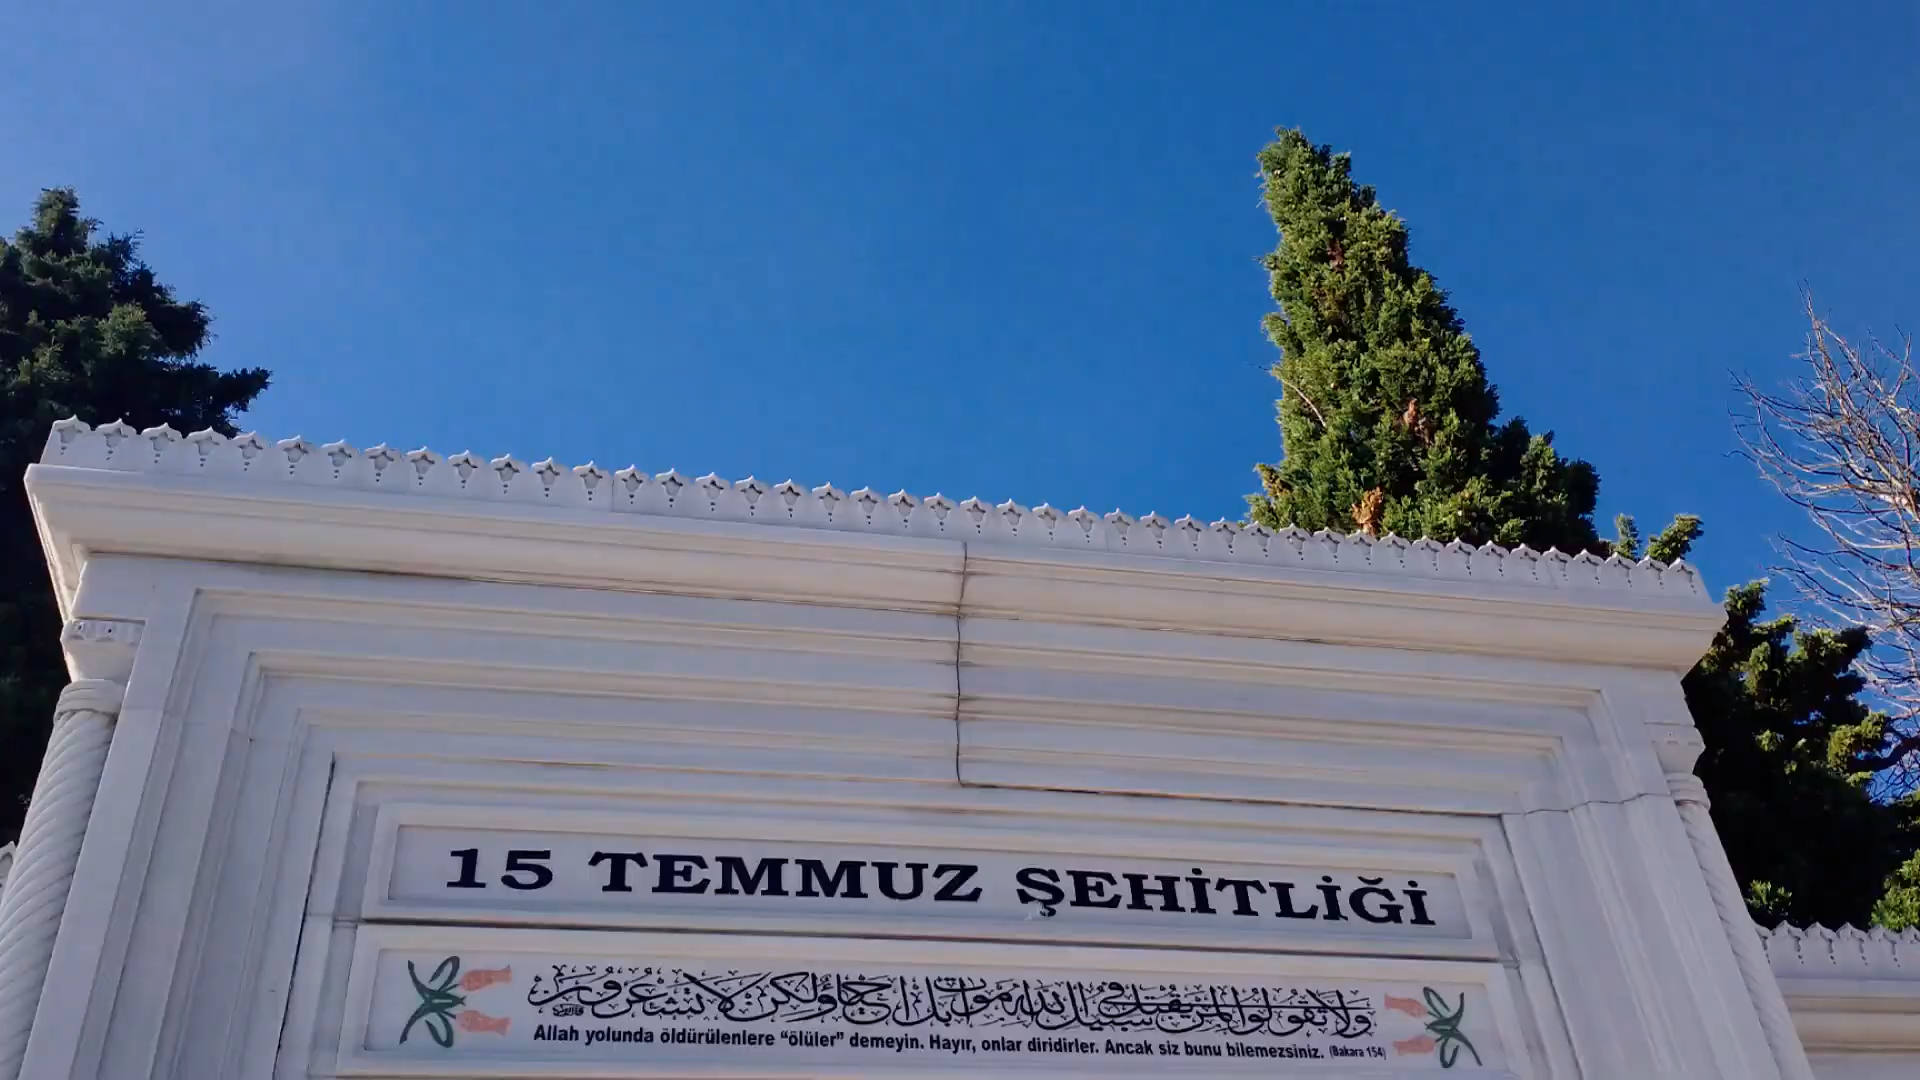 15 TEMMUZ ŞEHİTLİĞİ
وَلَا تَقُولُوا لِمَنْ يُقْتَلُ فِي سَبِيلِ اللَّهِ أَمْوَاتٌ بَلْ أَحْيَاءٌ وَلَكِنْ لَا تَشْعُرُونَ
Allah yolunda öldürülenlere “ölüler” demeyin. Hayır, onlar diridirler. Ancak siz bunu bilemezsiniz. (Bakara 154)